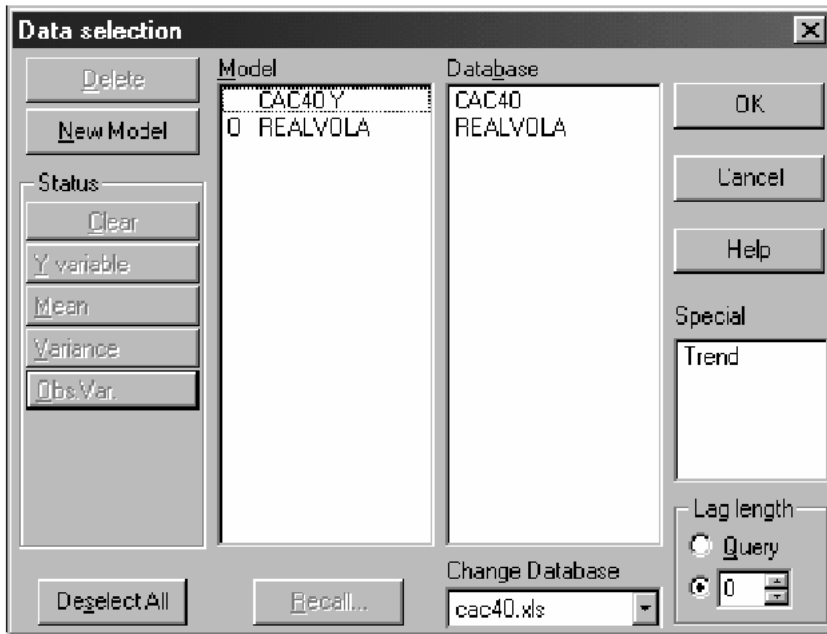 Data selection
Delete
New Model
Status
Clear
Y variable
Mean
Variance
Obs.Var.
Deselect All
Model
CAC40 Y
O REALVOLA
Recall...
Database
CAC40
REALVOLA
Change Database
cac40.xls
OK
Cancel
Help
Special
Trend
Lag length
Query
0